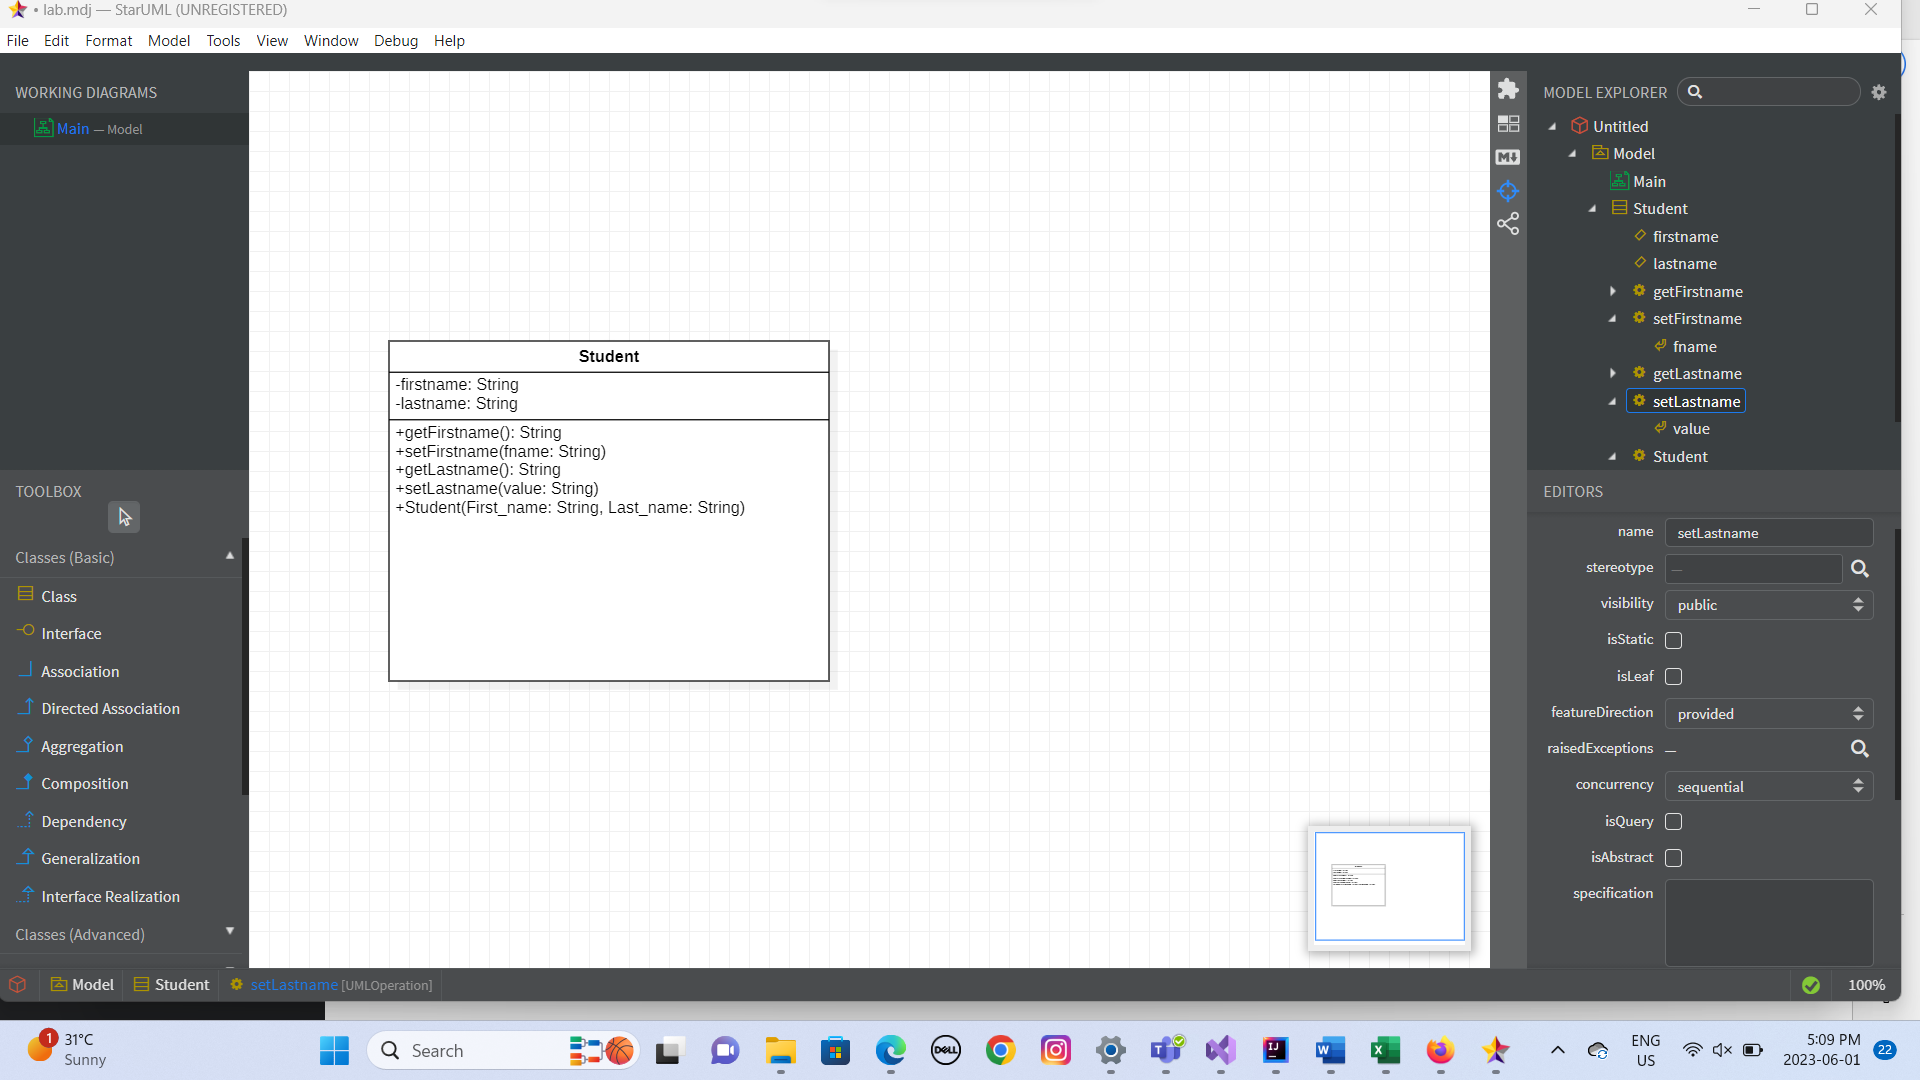 • lab.mdj — StarUML (UNREGISTERED)
File Edit Format Model Tools View Window Debug Help
WORKING DIAGRAMS
Main — Model
TOOLBOX
Classes (Basic)
Class
Interface
Association
Directed Association
Aggregation
Composition
Dependency
Generalization
Interface Realization
Classes (Advanced)
Student
-firstname: String
-lastname: String
+getFirstname(): String
+setFirstname(fname: String)
+getLastname(): String
+setLastname(value: String)
+Student(First_name: String, Last_name: String)
MODEL EXPLORER
Untitled
Model
Main
Student
firstname
lastname
getFirstname
setFirstname
fname
getLastname
setLastname
value
Student
EDITORS
name setLastname
stereotype —
visibility public
isStatic
isLeaf
featureDirection provided
raisedExceptions —
concurrency sequential
isQuery
isAbstract
specification
Model Student setLastname [UMLOperation] 100%
1 31°C
Sunny
Search
DELL
ENG
US
5:09 PM
2023-06-01
22